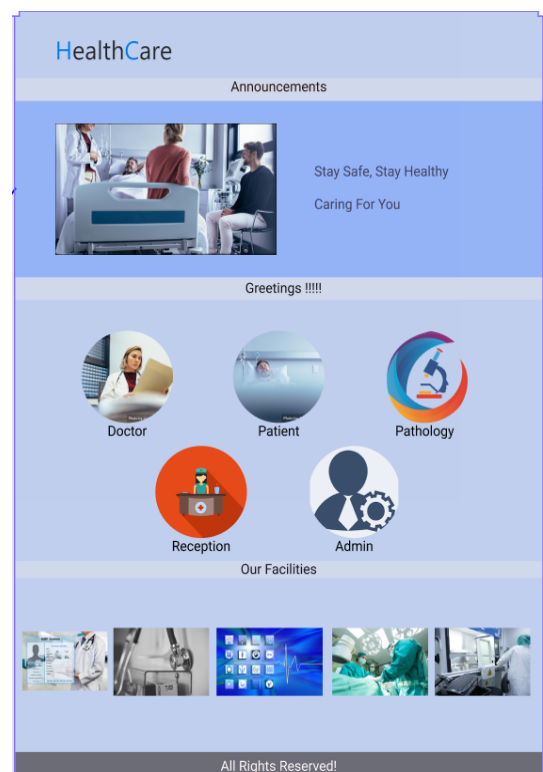 HealthCare
Announcements
Stay Safe, Stay Healthy
Caring For You
Greetings !!!!!
Doctor
Patient
Pathology
Reception
Admin
Our Facilities
All Rights Reserved!